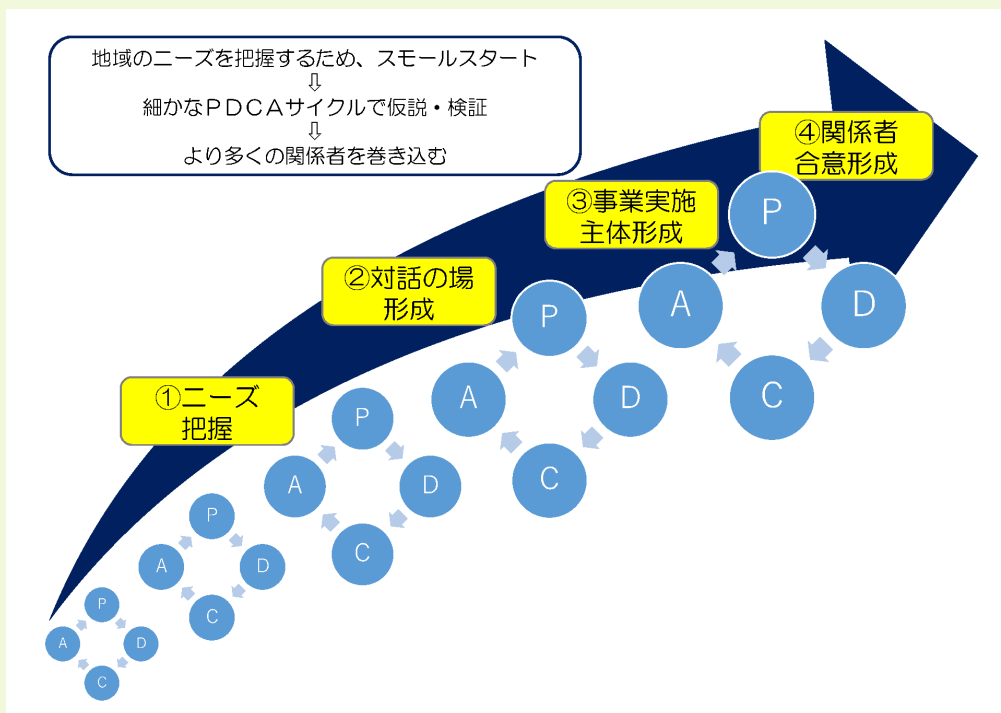 地域のニーズを把握するため、スモールスタート
⇩
細かなＰＤＣＡサイクルで仮説・検証
⇩
より多くの関係者を巻き込む
④関係者
合意形成
③事業実施
主体形成
②対話の場
形成
①ニーズ
把握
P
D
C
A
P
D
C
A
P
D
C
A
P
D
C
A
P
D
C
A